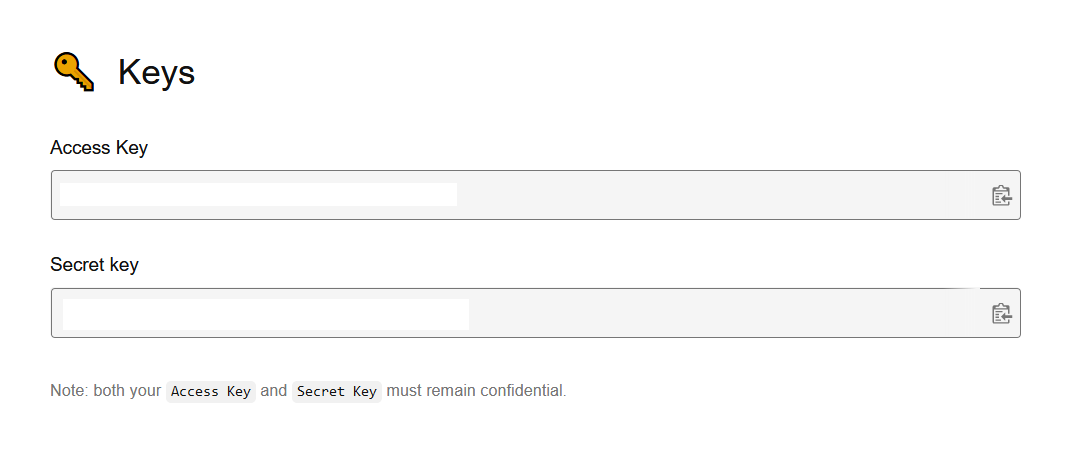 Keys
Access Key
Secret key
Note: both your Access Key and Secret Key must remain confidential.